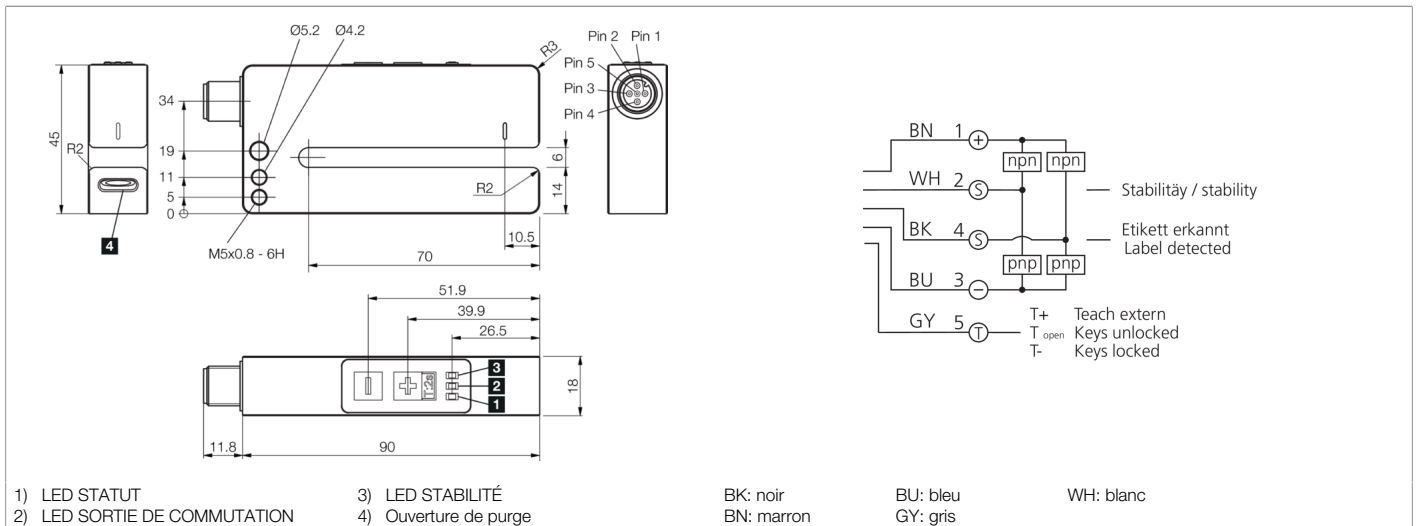 Ø5.2 Ø4.2
R3
Pin 2 Pin 1
Pin 5
Pin 3
Pin 4
45
R2
34
19
11
5
0
6
14
R2
4
M5x0.8 - 6H
10.5
70
51.9
39.9
26.5
T:2s
3
2
1
18
11.8
90
BN 1 +
npn npn
WH 2 S
Stabilitäy / stability
BK 4 S
Etikett erkannt
Label detected
pnp pnp
BU 3 −
GY 5 T
T+ Teach extern
T open Keys unlocked
T- Keys locked
1) LED STATUT
2) LED SORTIE DE COMMUTATION
3) LED STABILITÉ
4) Ouverture de purge
BK: noir
BN: marron
BU: bleu
GY: gris
WH: blanc